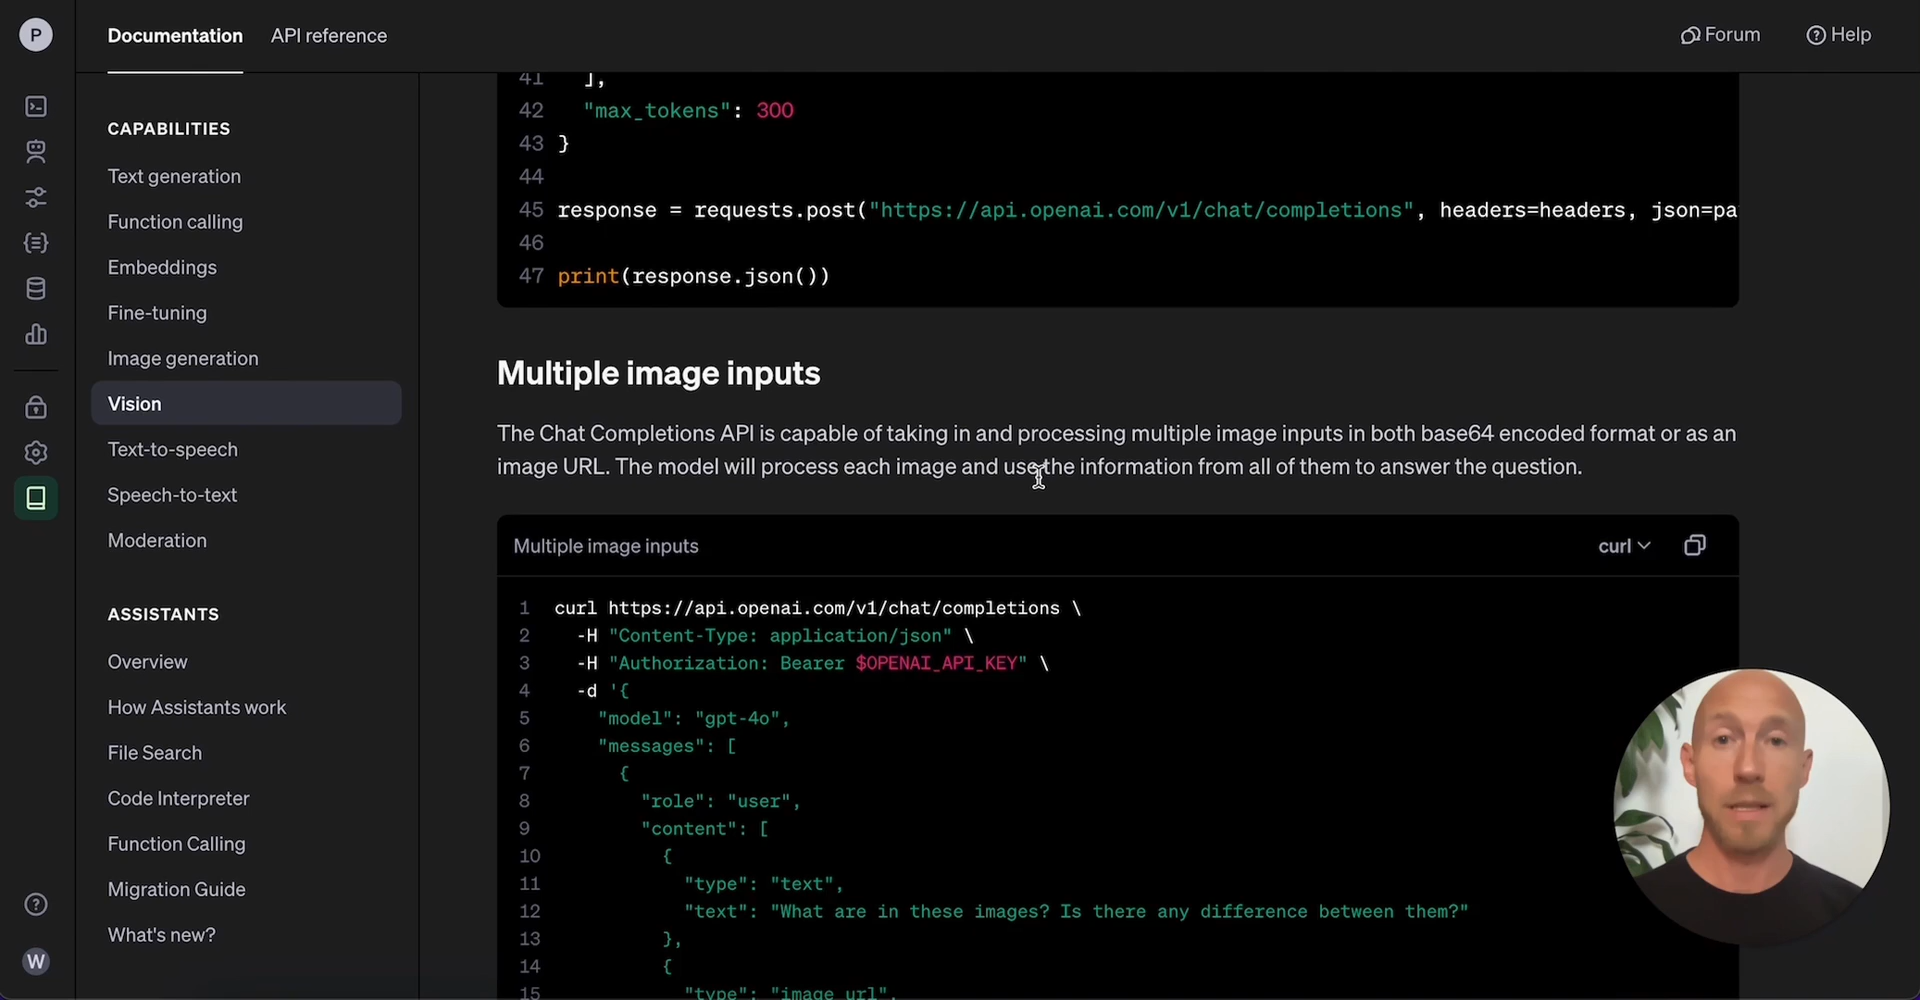 P
Documentation
API reference
Forum
Help
CAPABILITIES
Text generation
Function calling
Embeddings
Fine-tuning
Image generation
Vision
Text-to-speech
Speech-to-text
Moderation
ASSISTANTS
Overview
How Assistants work
File Search
Code Interpreter
Function Calling
Migration Guide
What's new?
W
41 ],
42 "max_tokens": 300
43 }
44
45 response = requests.post("https://api.openai.com/v1/chat/completions", headers=headers, json=pa
46
47 print(response.json())
Multiple image inputs
The Chat Completions API is capable of taking in and processing multiple image inputs in both base64 encoded format or as an
image URL. The model will process each image and use the information from all of them to answer the question.
Multiple image inputs
curl
1 curl https://api.openai.com/v1/chat/completions \
2 -H "Content-Type: application/json" \
3 -H "Authorization: Bearer $OPENAI_API_KEY" \
4 -d '{
5 "model": "gpt-4o",
6 "messages": [
7 {
8 "role": "user",
9 "content": [
10 {
11 "type": "text",
12 "text": "What are in these images? Is there any difference between them?"
13 },
14 {
15 "type": "image_url",